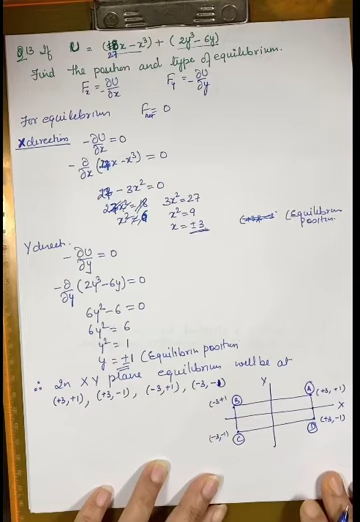 Q13 If U = (27x - x³) + (2y³ - 6y)
Find the position and type of equilibrium.
Fx = -∂U/∂x Fy = -∂U/∂y
For equilibrium Fnet = 0
X direction -∂U/∂x = 0
-∂/∂x (27x - x³) = 0
27 - 3x² = 0
3x² = 27
x² = 9
x = ±3 (Equilibrium position
Y direct.
-∂U/∂y = 0
-∂/∂y (2y³ - 6y) = 0
6y² - 6 = 0
6y² = 6
y² = 1
y = ±1 (Equilibrium position
∴ In XY plane equilibrium will be at
(+3, +1), (+3, -1), (-3, +1), (-3, -1)
Y
(-3+1) B A (+3, +1)
X
(-3, -1) C D (+3, -1)